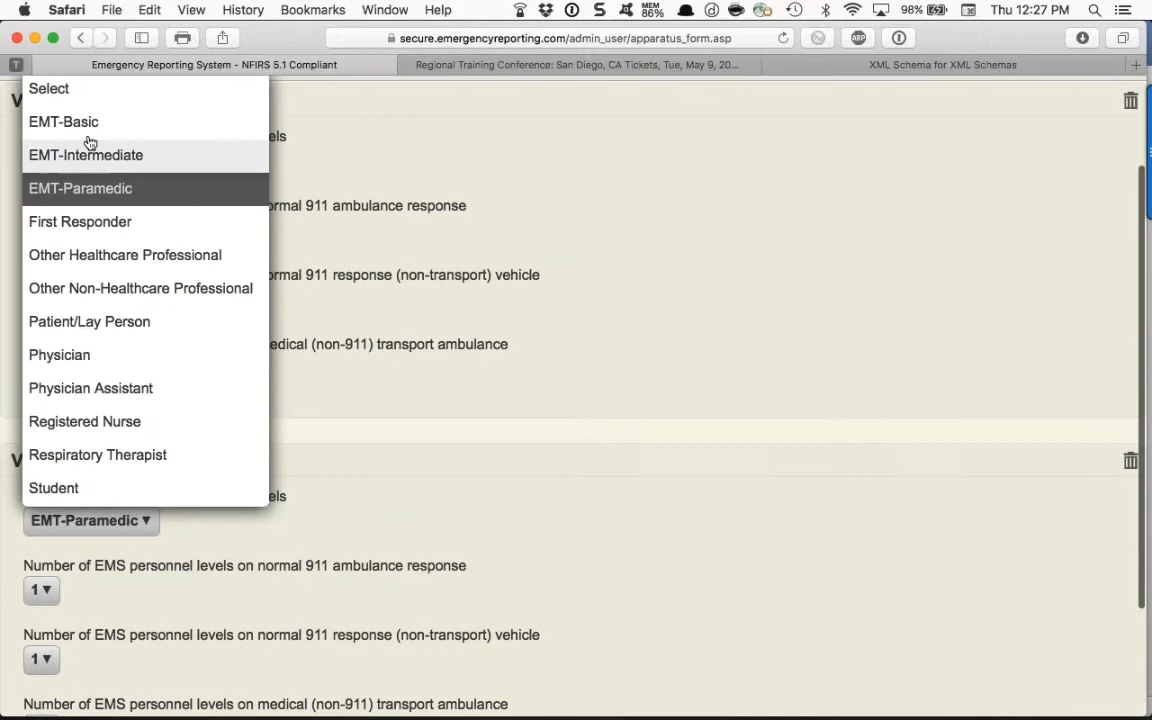 Safari File Edit View History Bookmarks Window Help MEM 86% 98% Thu 12:27 PM
secure.emergencyreporting.com/admin_user/apparatus_form.asp ABP
T Emergency Reporting System - NFIRS 5.1 Compliant Regional Training Conference: San Diego, CA Tickets, Tue, May 9, 20... XML Schema for XML Schemas
Select
EMT-Basic
els
EMT-Intermediate
EMT-Paramedic
ormal 911 ambulance response
First Responder
Other Healthcare Professional
ormal 911 response (non-transport) vehicle
Other Non-Healthcare Professional
Patient/Lay Person
edical (non-911) transport ambulance
Physician
Physician Assistant
Registered Nurse
Respiratory Therapist
Student
els
EMT-Paramedic
Number of EMS personnel levels on normal 911 ambulance response
1
Number of EMS personnel levels on normal 911 response (non-transport) vehicle
1
Number of EMS personnel levels on medical (non-911) transport ambulance